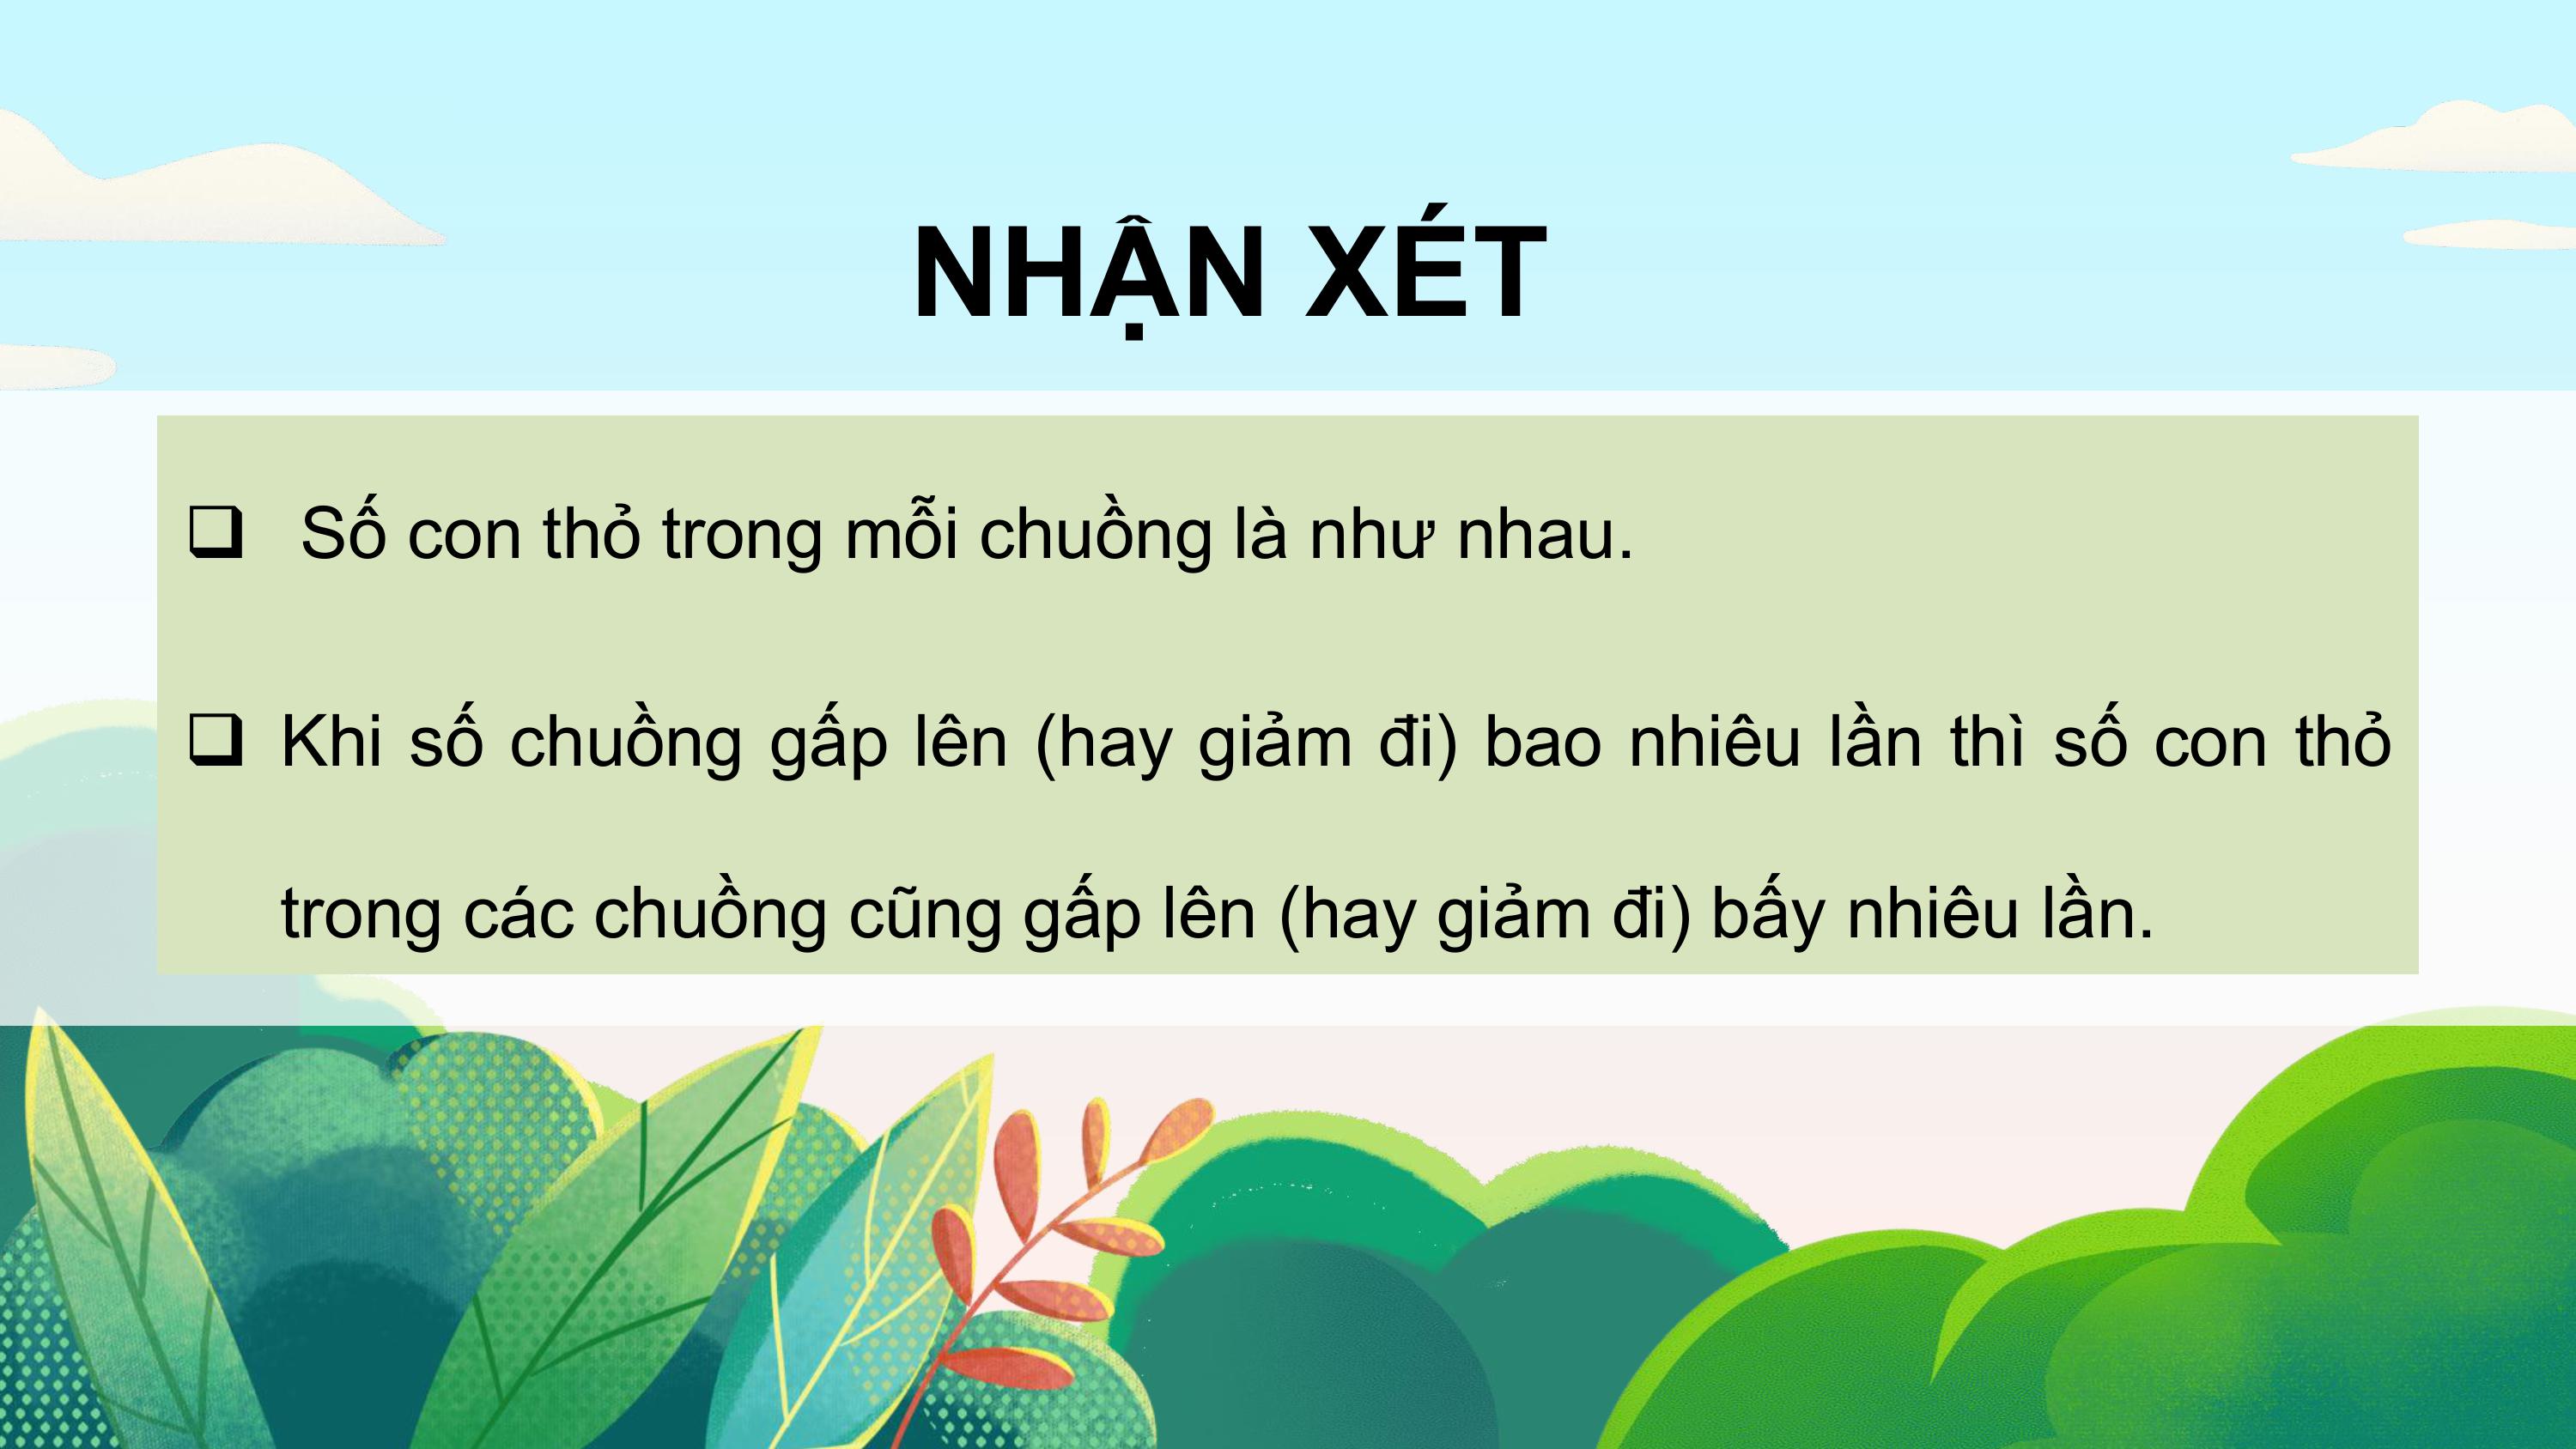 NHẬN XÉT
❑ Số con thỏ trong mỗi chuồng là như nhau.
❑ Khi số chuồng gấp lên (hay giảm đi) bao nhiêu lần thì số con thỏ
trong các chuồng cũng gấp lên (hay giảm đi) bấy nhiêu lần.